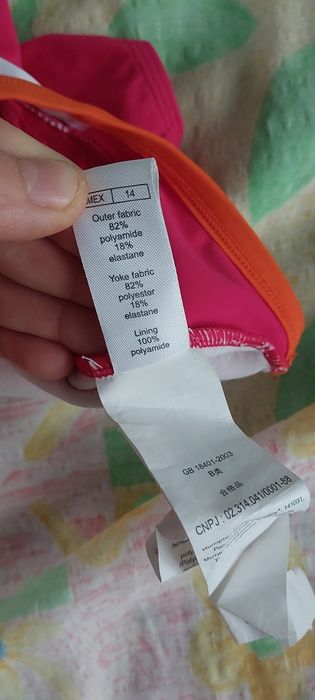 MEX 14
Outer fabric
82%
polyamide
18%
elastane
Yoke fabric
82%
polyester
18%
elastane
Lining
100%
polyamide
GB 18401-2003
B类
合格品
CNPJ : 02.314.041/0001-88